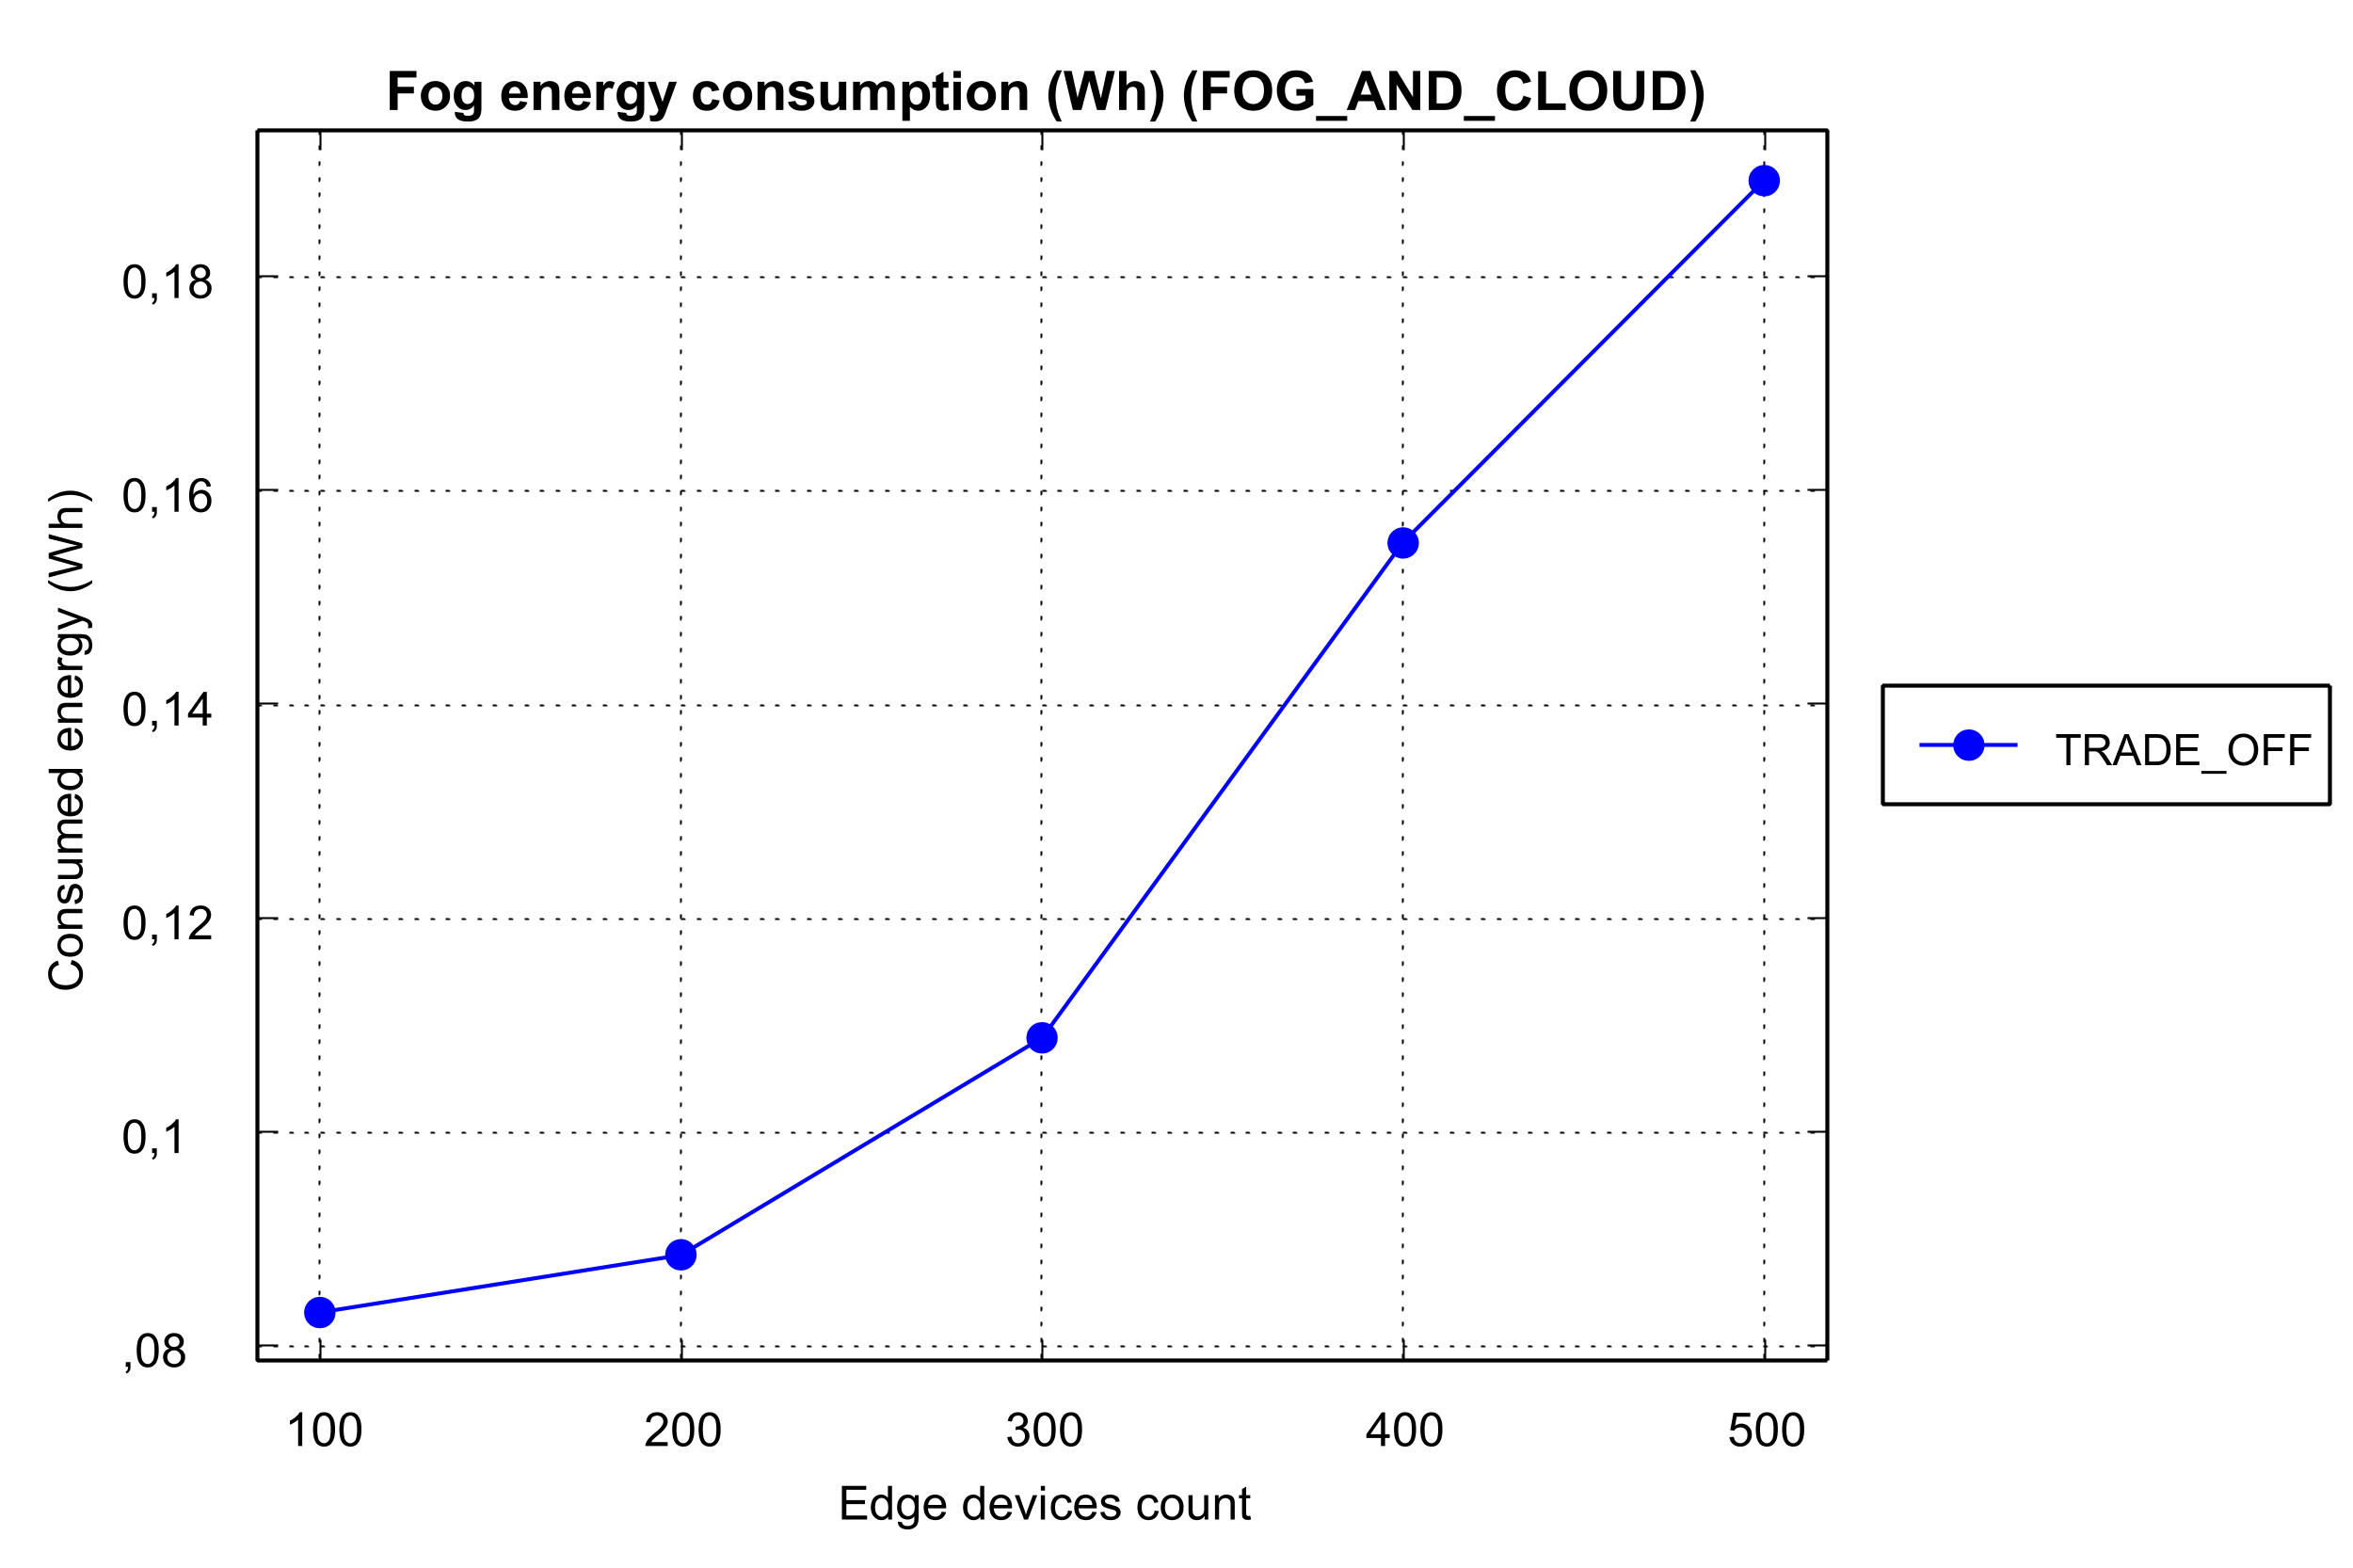 Fog energy consumption (Wh) (FOG_AND_CLOUD)
Consumed energy (Wh)
0,18
0,16
0,14
0,12
0,1
,08
100 200 300 400 500
Edge devices count
TRADE_OFF